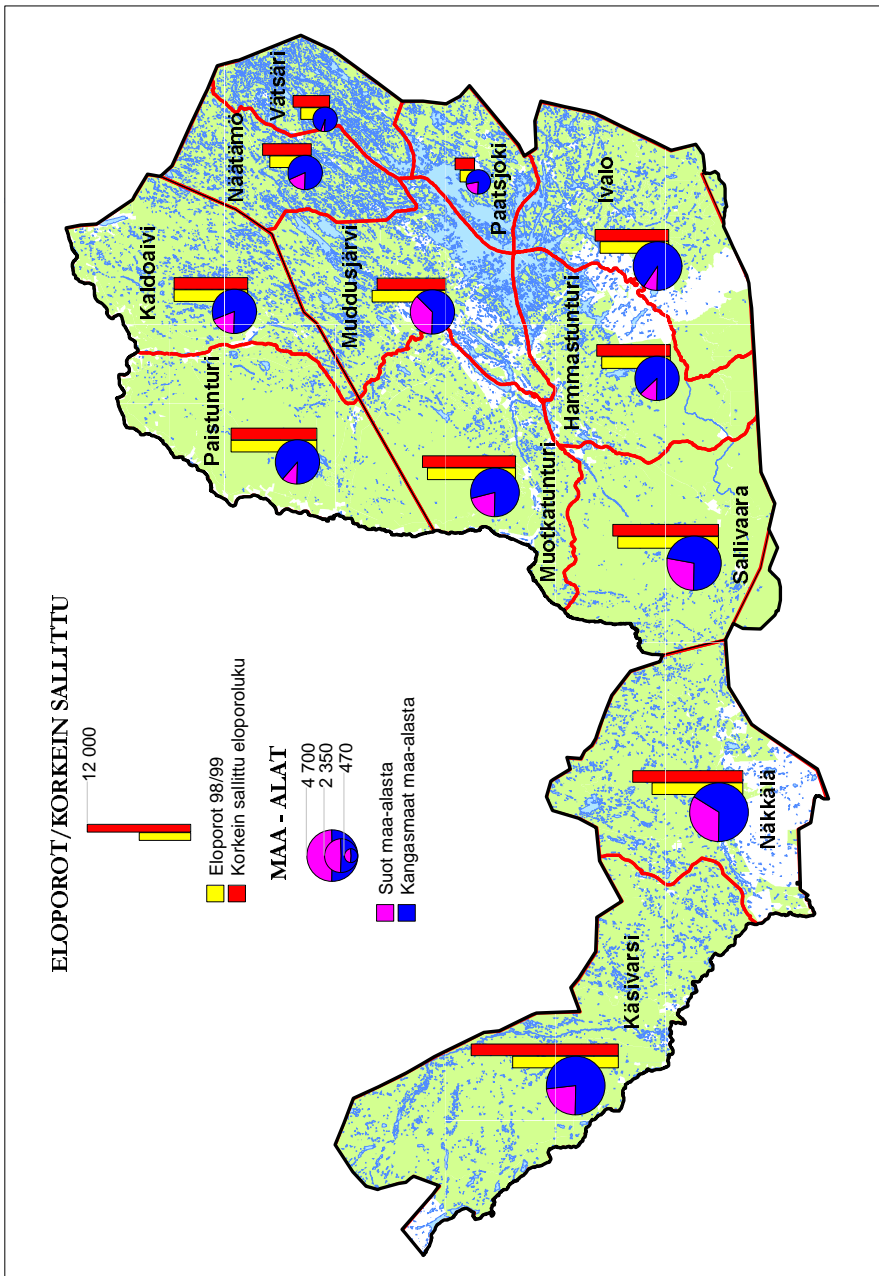 ELOPOROT/KORKEIN SALLITTU
12 000
Eloporot 98/99
Korkein sallittu eloporoluku
MAA - ALAT
4 700
2 350
470
Suot maa-alasta
Kangasmaat maa-alasta
Käsivarsi
Näkkälä
Sallivaara
Muotkatunturi
Hammastunturi
Ivalo
Paistunturi
Kaldoaivi
Muddusjärvi
Näätämö
Vätsäri
Paatsjoki